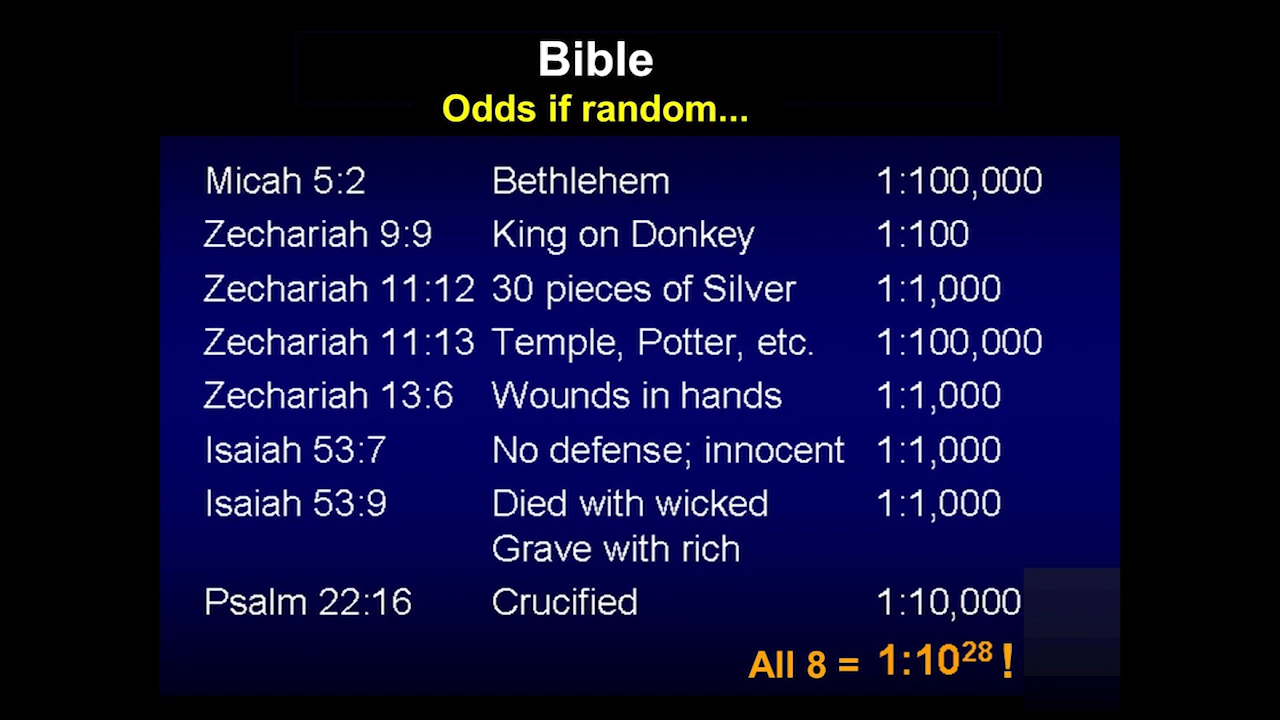 Bible
Odds if random...
Micah 5:2 Bethlehem 1:100,000
Zechariah 9:9 King on Donkey 1:100
Zechariah 11:12 30 pieces of Silver 1:1,000
Zechariah 11:13 Temple, Potter, etc. 1:100,000
Zechariah 13:6 Wounds in hands 1:1,000
Isaiah 53:7 No defense; innocent 1:1,000
Isaiah 53:9 Died with wicked 1:1,000
Grave with rich
Psalm 22:16 Crucified 1:10,000
All 8 = 1:10²⁸ !